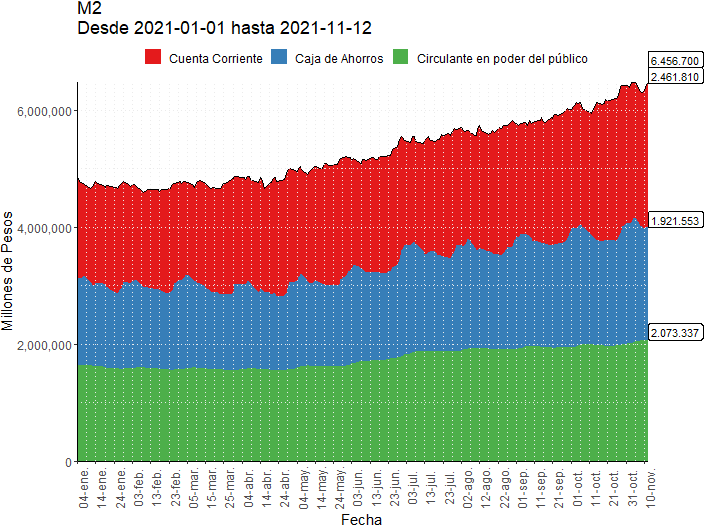 M2
Desde 2021-01-01 hasta 2021-11-12
Cuenta Corriente Caja de Ahorros Circulante en poder del público
6.456.700
2.461.810
1.921.553
2.073.337
Millones de Pesos
6,000,000
4,000,000
2,000,000
0
04-ene.
14-ene.
24-ene.
03-feb.
13-feb.
23-feb.
05-mar.
15-mar.
25-mar.
04-abr.
14-abr.
24-abr.
04-may.
14-may.
24-may.
03-jun.
13-jun.
23-jun.
03-jul.
13-jul.
23-jul.
02-ago.
12-ago.
22-ago.
01-sep.
11-sep.
21-sep.
01-oct.
11-oct.
21-oct.
31-oct.
10-nov.
Fecha